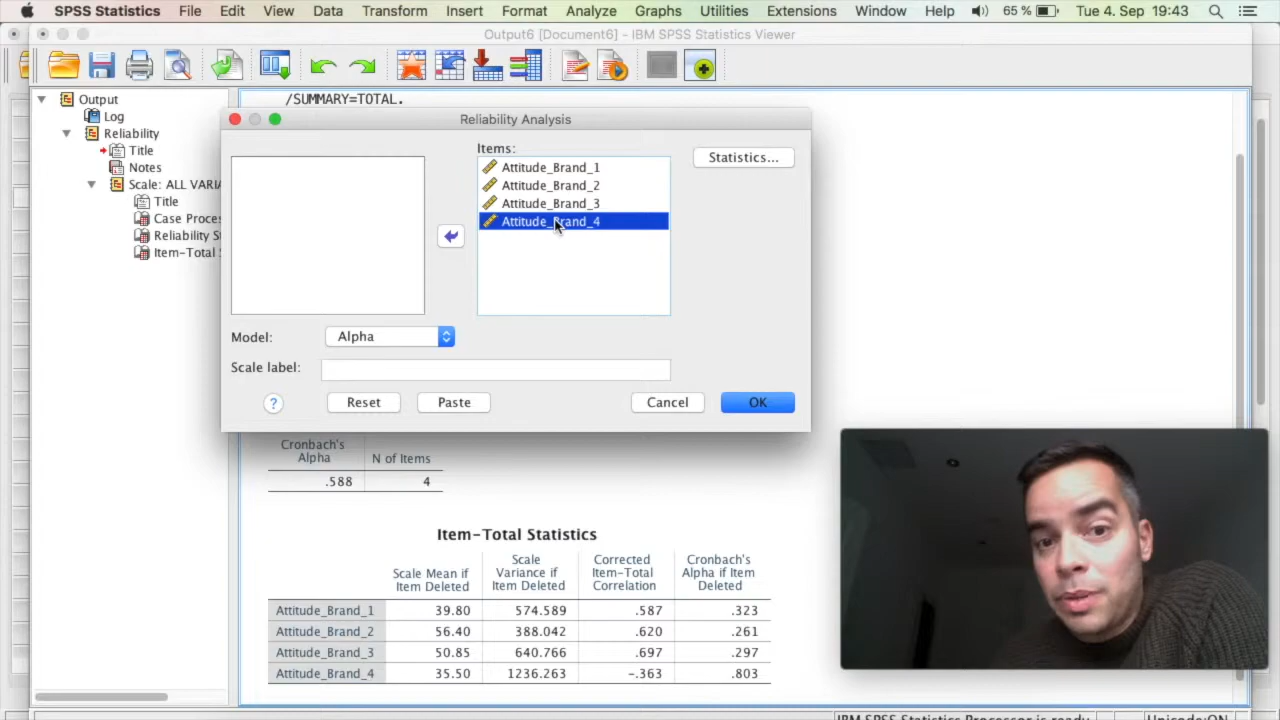 SPSS Statistics File Edit View Data Transform Insert Format Analyze Graphs Utilities Extensions Window Help 65 % Tue 4. Sep 19:43
Output6 [Document6] - IBM SPSS Statistics Viewer
Output
Log
Reliability
Title
Notes
Scale: ALL VARIA
Title
Case Proces
Reliability St
Item-Total S
/SUMMARY=TOTAL.
Reliability Analysis
Items:
Attitude_Brand_1
Attitude_Brand_2
Attitude_Brand_3
Attitude_Brand_4
Statistics...
Model: Alpha
Scale label:
? Reset Paste Cancel OK
Cronbach's
Alpha N of Items
.588 4
Item-Total Statistics
Scale Mean if
Item Deleted
Scale
Variance if
Item Deleted
Corrected
Item-Total
Correlation
Cronbach's
Alpha if Item
Deleted
Attitude_Brand_1 39.80 574.589 .587 .323
Attitude_Brand_2 56.40 388.042 .620 .261
Attitude_Brand_3 50.85 640.766 .697 .297
Attitude_Brand_4 35.50 1236.263 -.363 .803
IBM SPSS Statistics Processor is ready Unicode:ON